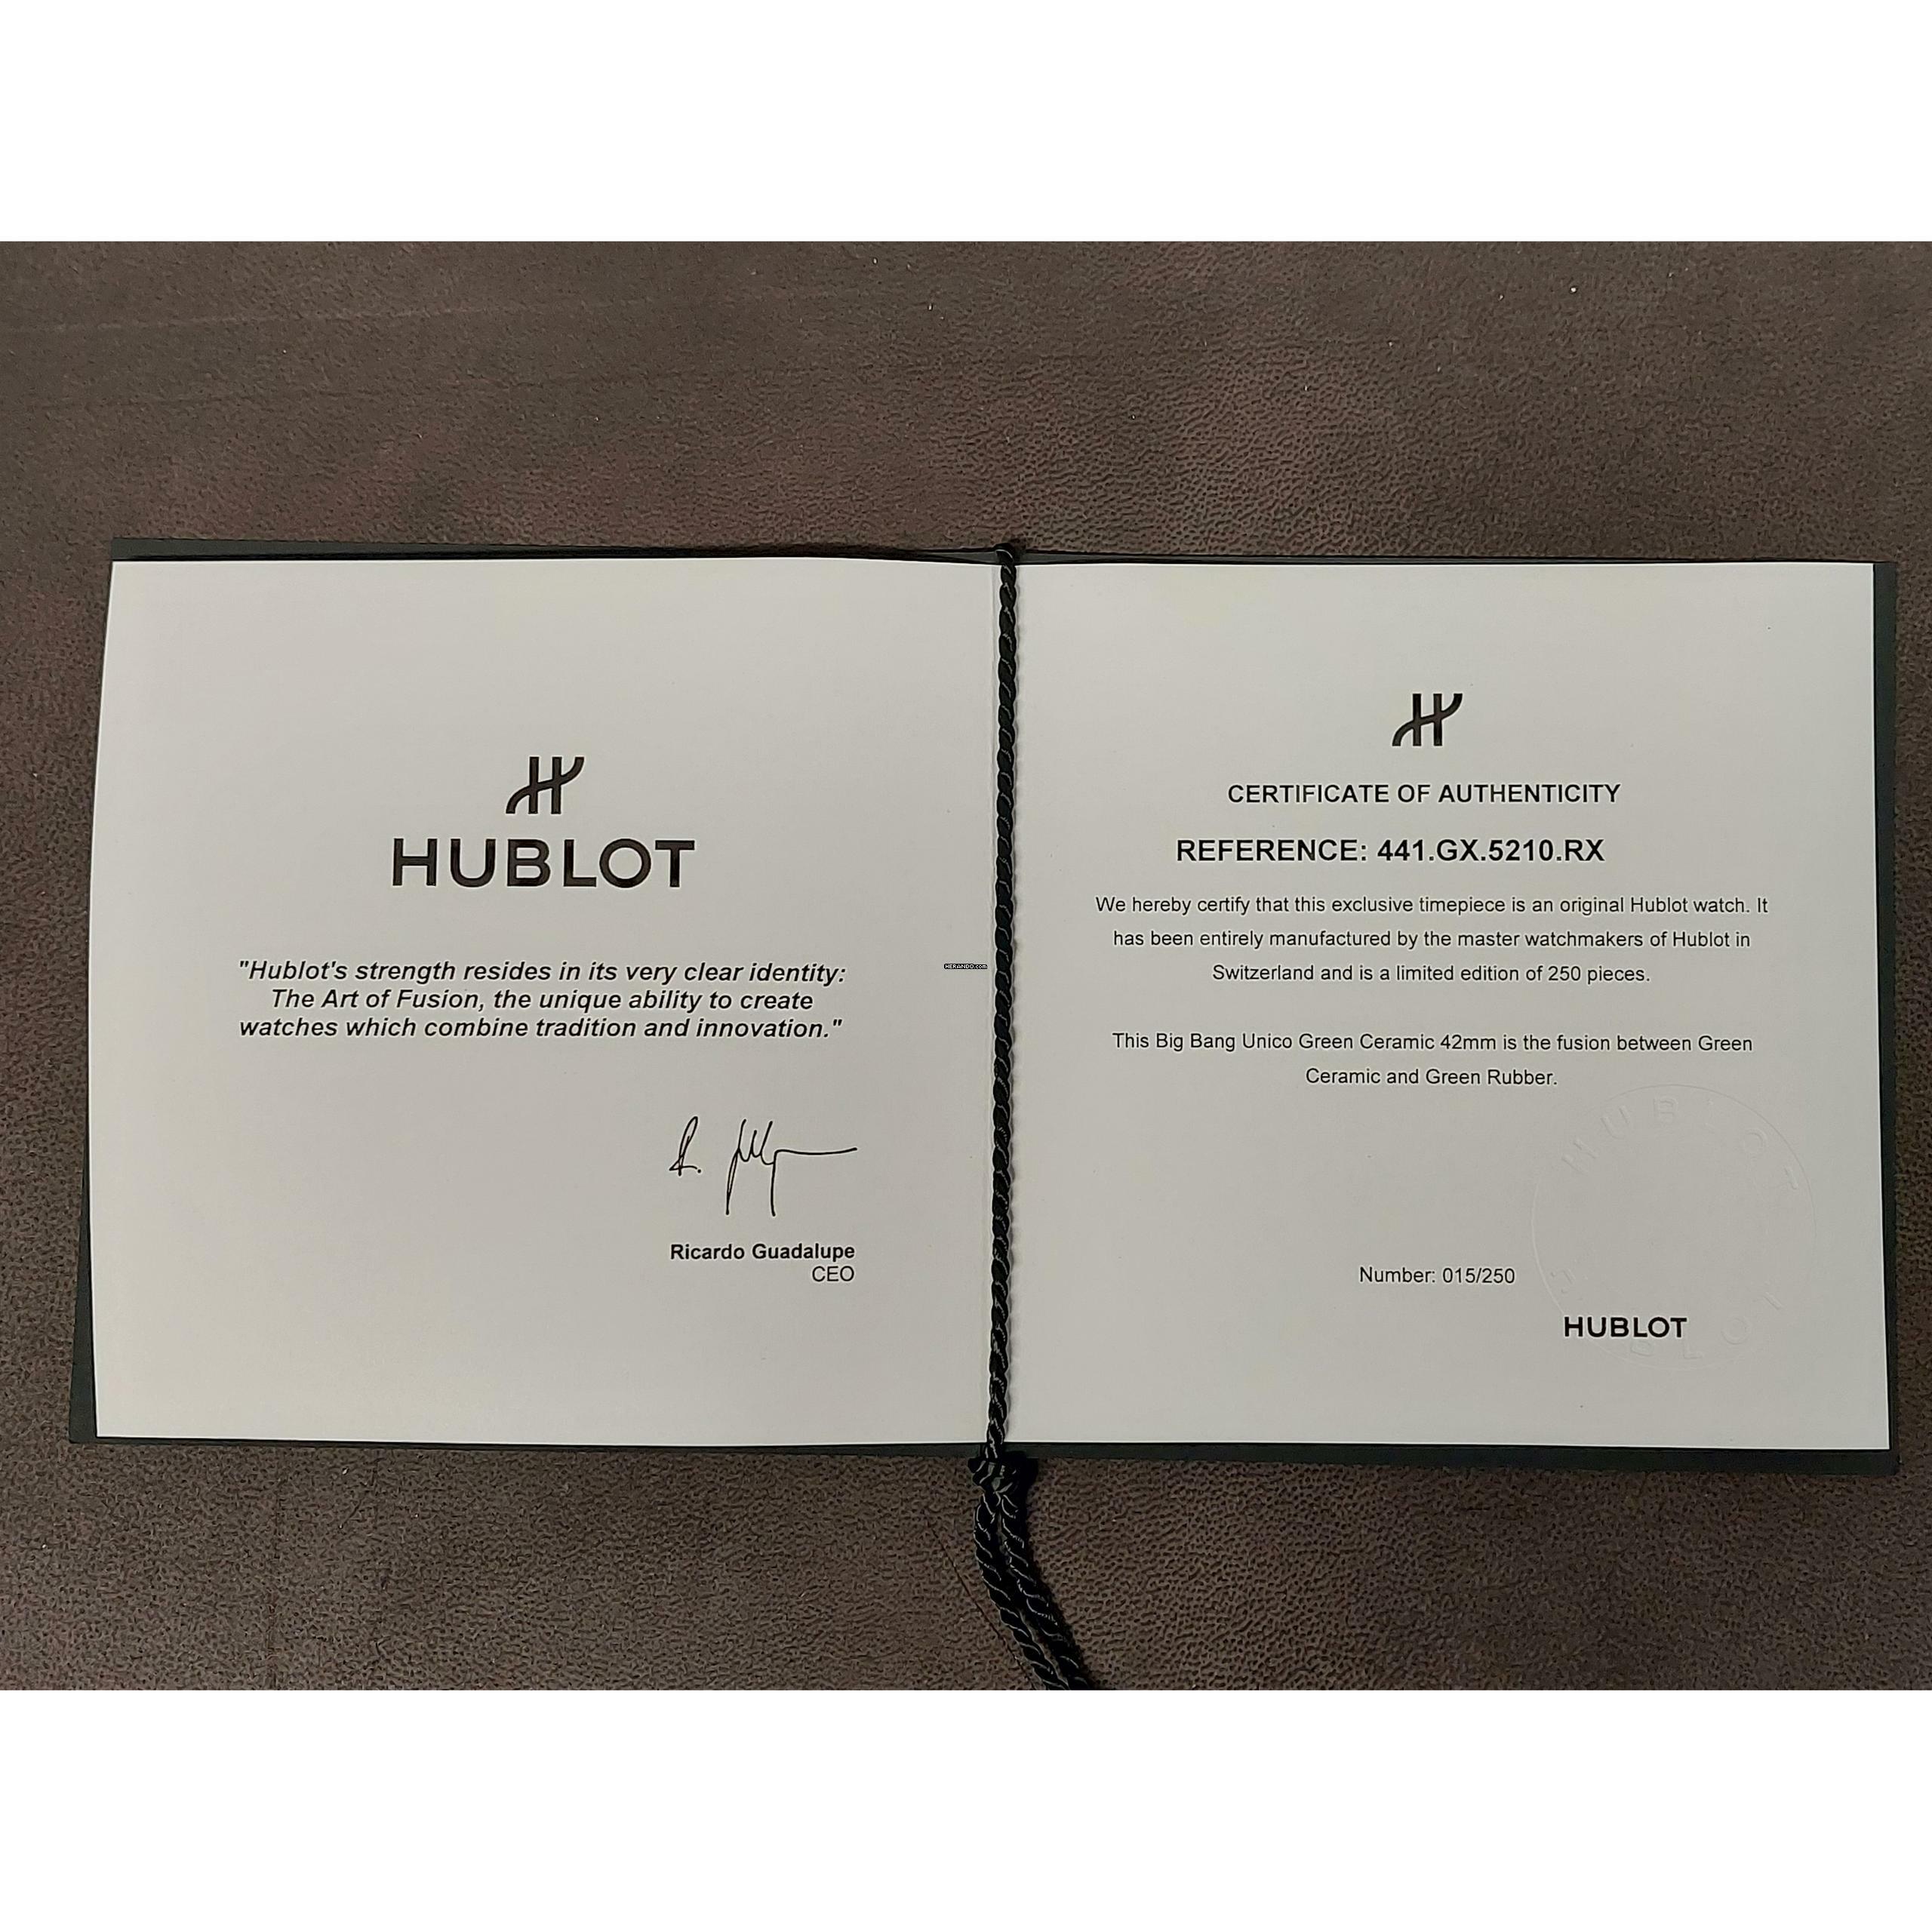 HUBLOT
"Hublot's strength resides in its very clear identity:
The Art of Fusion, the unique ability to create
watches which combine tradition and innovation."
Ricardo Guadalupe
CEO
HERANDO.com
CERTIFICATE OF AUTHENTICITY
REFERENCE: 441.GX.5210.RX
We hereby certify that this exclusive timepiece is an original Hublot watch. It
has been entirely manufactured by the master watchmakers of Hublot in
Switzerland and is a limited edition of 250 pieces.
This Big Bang Unico Green Ceramic 42mm is the fusion between Green
Ceramic and Green Rubber.
HUBLOT
Number: 015/250
HUBLOT
HUBLOT